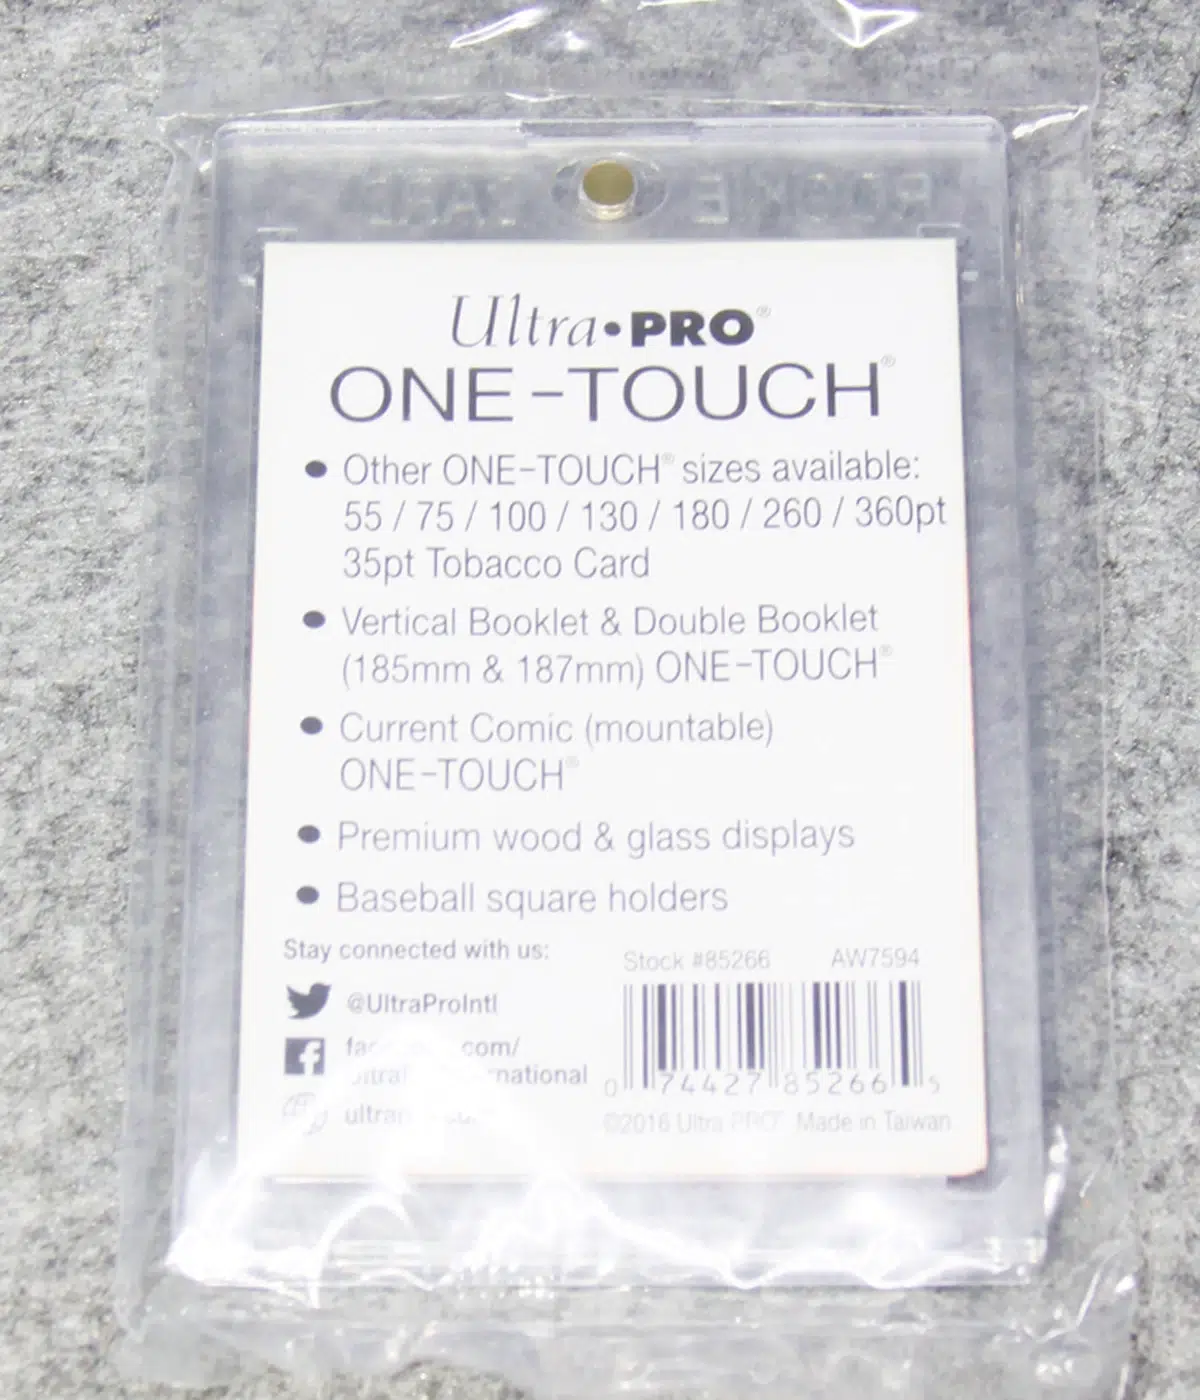 Ultra•PRO®
ONE-TOUCH®
• Other ONE-TOUCH® sizes available:
55 / 75 / 100 / 130 / 180 / 260 / 360pt
35pt Tobacco Card
• Vertical Booklet & Double Booklet
(185mm & 187mm) ONE-TOUCH®
• Current Comic (mountable)
ONE-TOUCH®
• Premium wood & glass displays
• Baseball square holders
Stay connected with us:
@UltraProIntl
Stock #85266 AW7594
0 74427 85266 5
©2016 Ultra PRO® Made in Taiwan